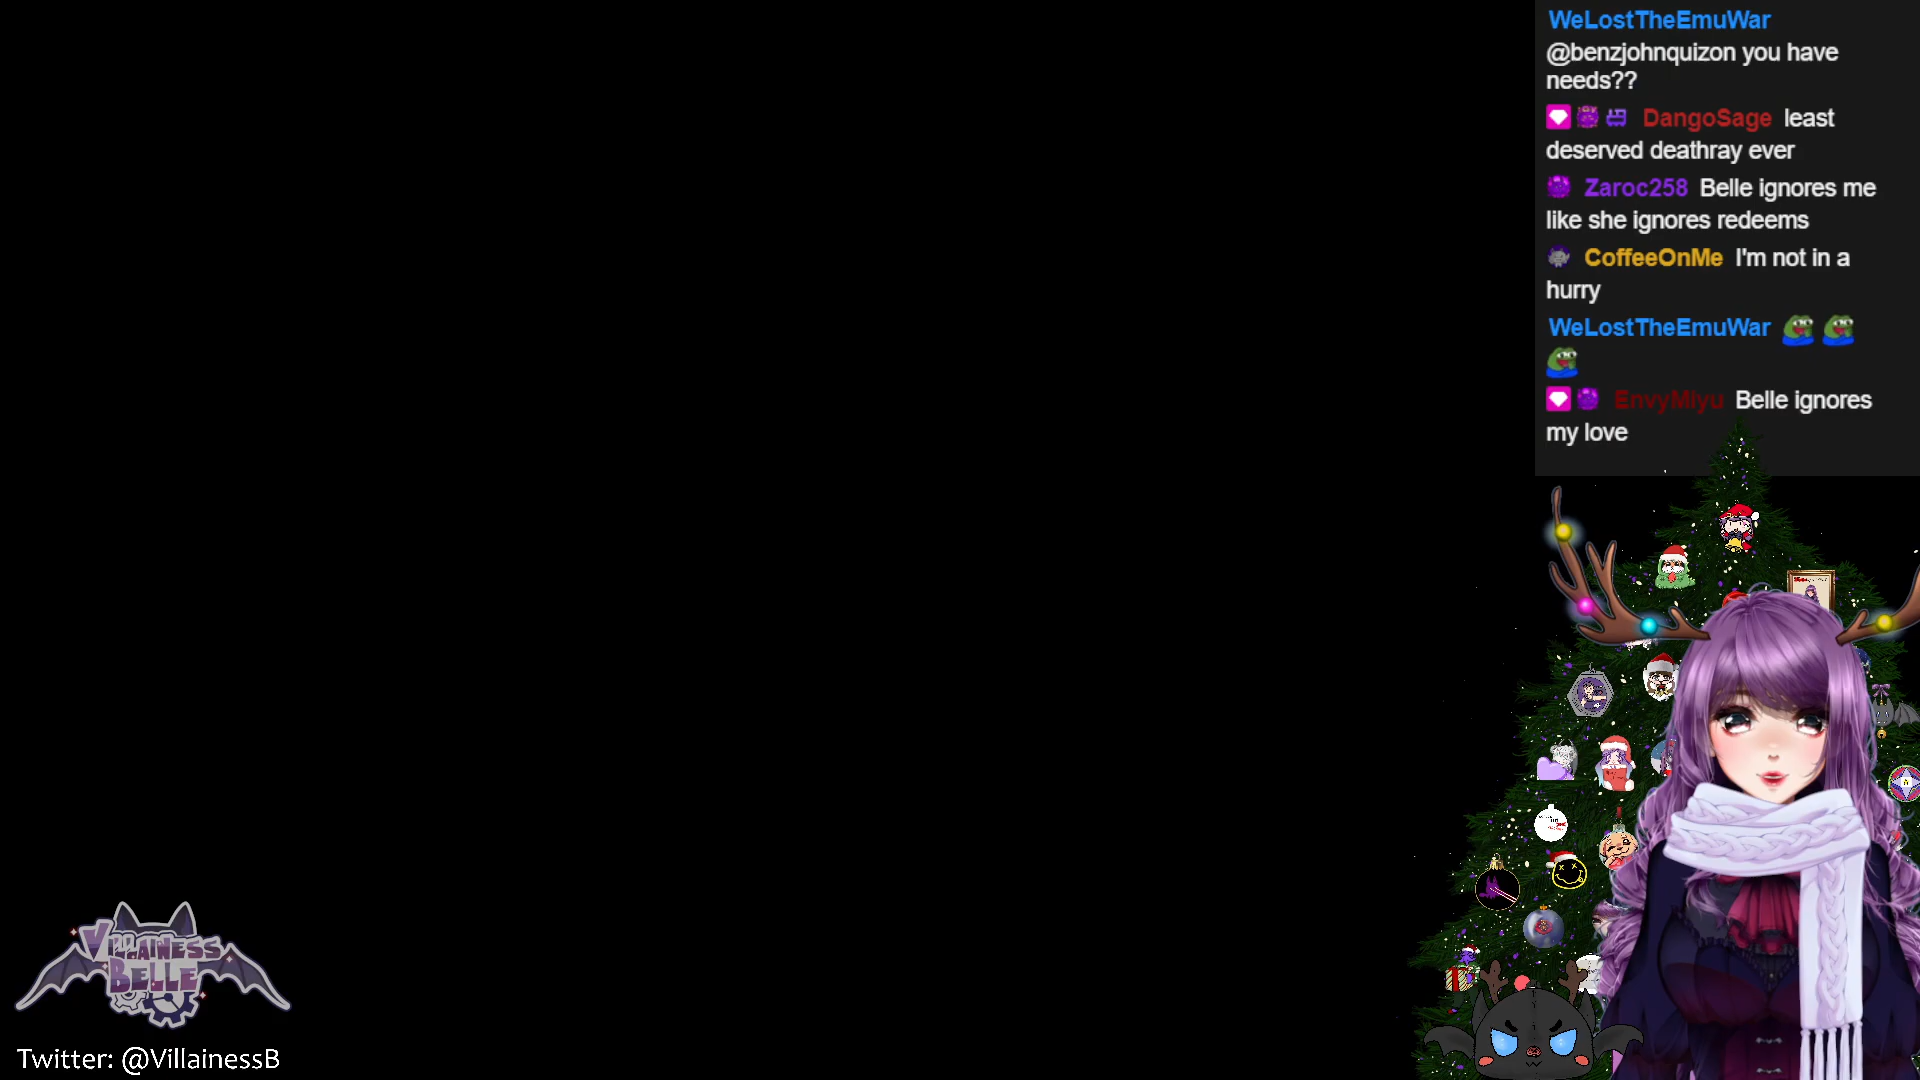 WeLostTheEmuWar
@benzjohnquizon you have
needs??
DangoSage least
deserved deathray ever
Zaroc258 Belle ignores me
like she ignores redeems
CoffeeOnMe I'm not in a
hurry
WeLostTheEmuWar
EnvyMiyu Belle ignores
my love
VILLAINESS
BELLE
Twitter: @VillainessB